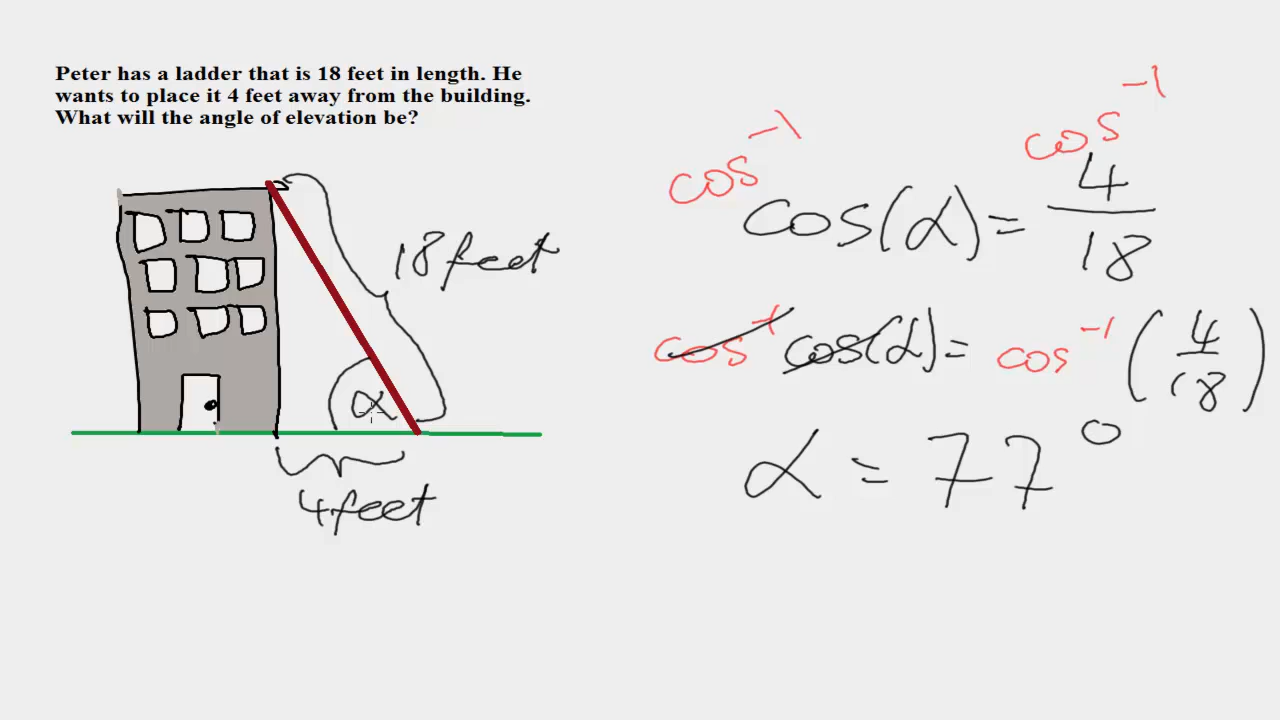 Peter has a ladder that is 18 feet in length. He
wants to place it 4 feet away from the building.
What will the angle of elevation be?
18 feet
α
4 feet
cos⁻¹ cos(α) = cos⁻¹ 4/18
cos⁻¹ cos(α) = cos⁻¹ (4/18)
α = 77°